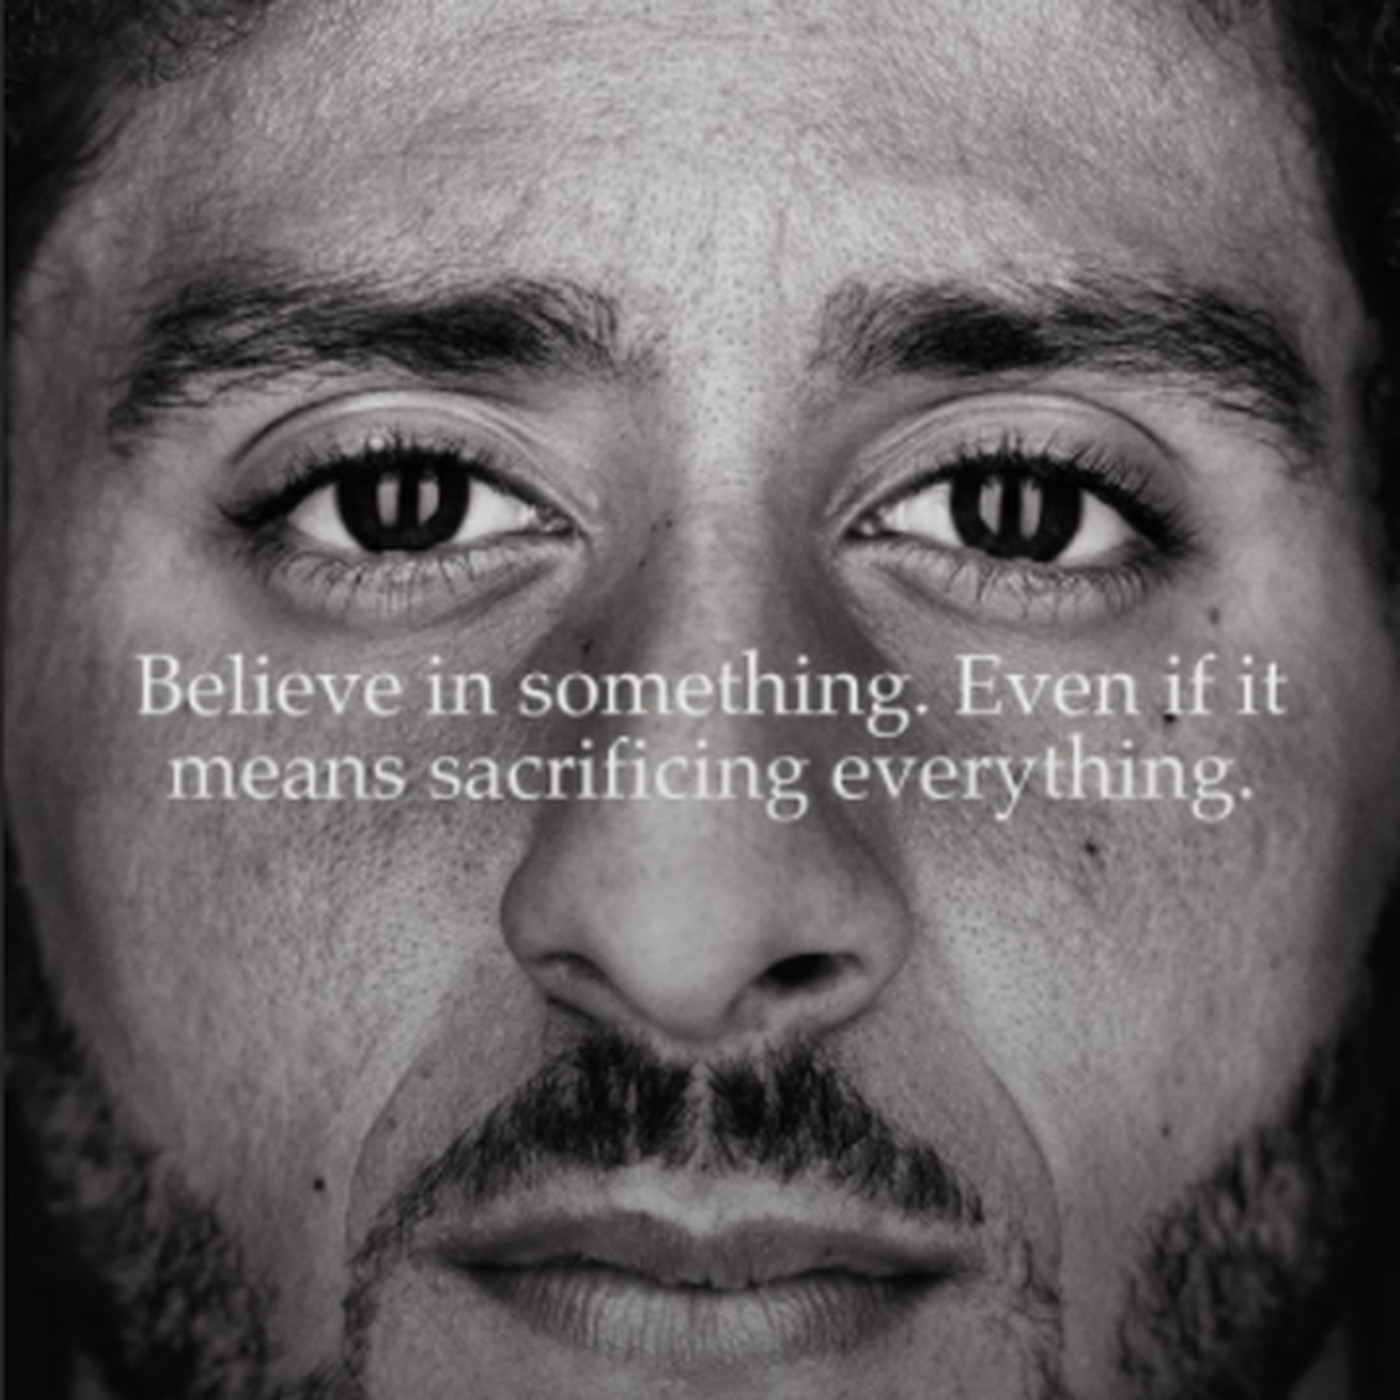 Believe in something. Even if it
means sacrificing everything.